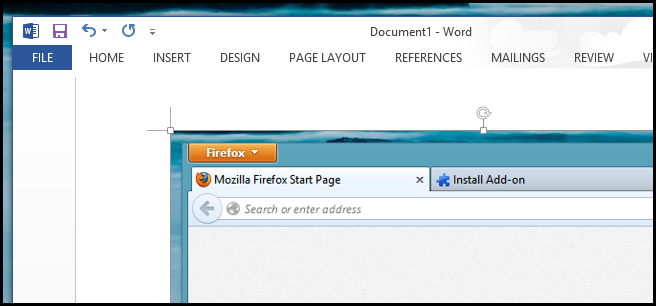 Document1 - Word
FILE HOME INSERT DESIGN PAGE LAYOUT REFERENCES MAILINGS REVIEW
Firefox
Mozilla Firefox Start Page Install Add-on
Search or enter address